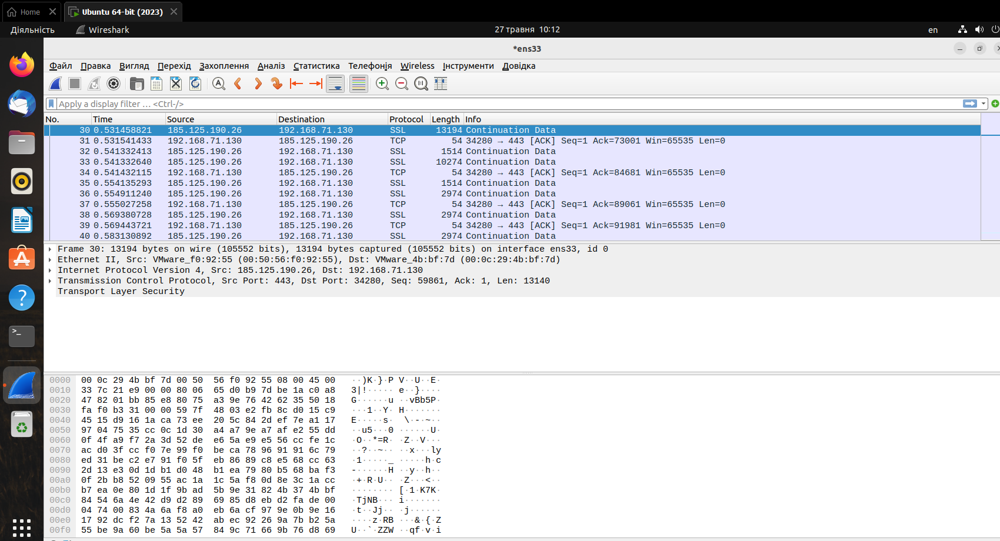 Home
Ubuntu 64-bit (2023)
Діяльність
Wireshark
27 травня 10:12
en
*ens33
Файл Правка Вигляд Перехід Захоплення Аналіз Статистика Телефонія Wireless Інструменти Довідка
Apply a display filter … <Ctrl-/>
No. Time Source Destination Protocol Length Info
30 0.531458821 185.125.190.26 192.168.71.130 SSL 13194 Continuation Data
31 0.531541433 192.168.71.130 185.125.190.26 TCP 54 34280 → 443 [ACK] Seq=1 Ack=73001 Win=65535 Len=0
32 0.541332413 185.125.190.26 192.168.71.130 SSL 1514 Continuation Data
33 0.541332640 185.125.190.26 192.168.71.130 SSL 10274 Continuation Data
34 0.541432115 192.168.71.130 185.125.190.26 TCP 54 34280 → 443 [ACK] Seq=1 Ack=84681 Win=65535 Len=0
35 0.554135293 185.125.190.26 192.168.71.130 SSL 1514 Continuation Data
36 0.554911240 185.125.190.26 192.168.71.130 SSL 2974 Continuation Data
37 0.555027258 192.168.71.130 185.125.190.26 TCP 54 34280 → 443 [ACK] Seq=1 Ack=89061 Win=65535 Len=0
38 0.569380728 185.125.190.26 192.168.71.130 SSL 2974 Continuation Data
39 0.569443721 192.168.71.130 185.125.190.26 TCP 54 34280 → 443 [ACK] Seq=1 Ack=91981 Win=65535 Len=0
40 0.583130892 185.125.190.26 192.168.71.130 SSL 2974 Continuation Data
Frame 30: 13194 bytes on wire (105552 bits), 13194 bytes captured (105552 bits) on interface ens33, id 0
Ethernet II, Src: VMware_f0:92:55 (00:50:56:f0:92:55), Dst: VMware_4b:bf:7d (00:0c:29:4b:bf:7d)
Internet Protocol Version 4, Src: 185.125.190.26, Dst: 192.168.71.130
Transmission Control Protocol, Src Port: 443, Dst Port: 34280, Seq: 59861, Ack: 1, Len: 13140
Transport Layer Security
0000 00 0c 29 4b bf 7d 00 50 56 f0 92 55 08 00 45 00 ··)K·}·P V··U··E·
0010 33 7c 21 e9 00 00 80 06 65 d0 b9 7d be 1a c0 a8 3|!····· e··}····
0020 47 82 01 bb 85 e8 80 75 a3 9e 76 42 62 35 50 18 G······u ··vBb5P·
0030 fa f0 b3 31 00 00 59 7f 48 03 e2 fb 8c d0 15 c9 ···1··Y· H·······
0040 45 15 d9 16 1a ca 73 ee 20 5c 84 2d ef 7e a1 17 E·····s· \·-·~··
0050 97 04 75 35 cc 0c 1d 30 a4 a7 9e a7 af e2 55 dd ··u5···0 ······U·
0060 0f 4f a9 f7 2a 3d 52 de e6 5a e9 e5 56 cc fe 1c ·O··*=R· ·Z··V···
0070 ac d0 3f cc f0 7e 99 f0 be ca 78 96 91 91 6c 79 ··?··~·· ··x···ly
0080 ed 31 be c2 e7 91 f0 5f eb 86 89 c8 e5 68 cc 63 ·1·····_ ·····h·c
0090 2d 13 e3 0d 1d b1 d0 48 b1 ea 79 80 b5 68 ba f3 -······H ··y··h··
00a0 0f 2b b8 52 09 55 ac 1a 1c 5a f8 0d 8e 3c 1a cc ·+·R·U·· ·Z···<··
00b0 b7 ea 0e 80 1d 1f 9b ad 5b 9e 31 82 4b 37 4b bf ········ [·1·K7K·
00c0 84 54 6a 4e 42 d9 d2 89 69 85 d8 eb d2 fa de 00 ·TjNB··· i·······
00d0 04 74 00 83 4a 6a f8 a0 eb 6a cf 97 9e 0b 9e 16 ·t··Jj·· ·j······
00e0 17 92 dc f2 7a 13 52 42 ab ec 92 26 9a 7b b2 5a ····z·RB ···&·{·Z
00f0 55 be 9a 60 be 5a 5a 57 84 9c 71 66 9b 76 d8 69 U··`·ZZW ··qf·v·i